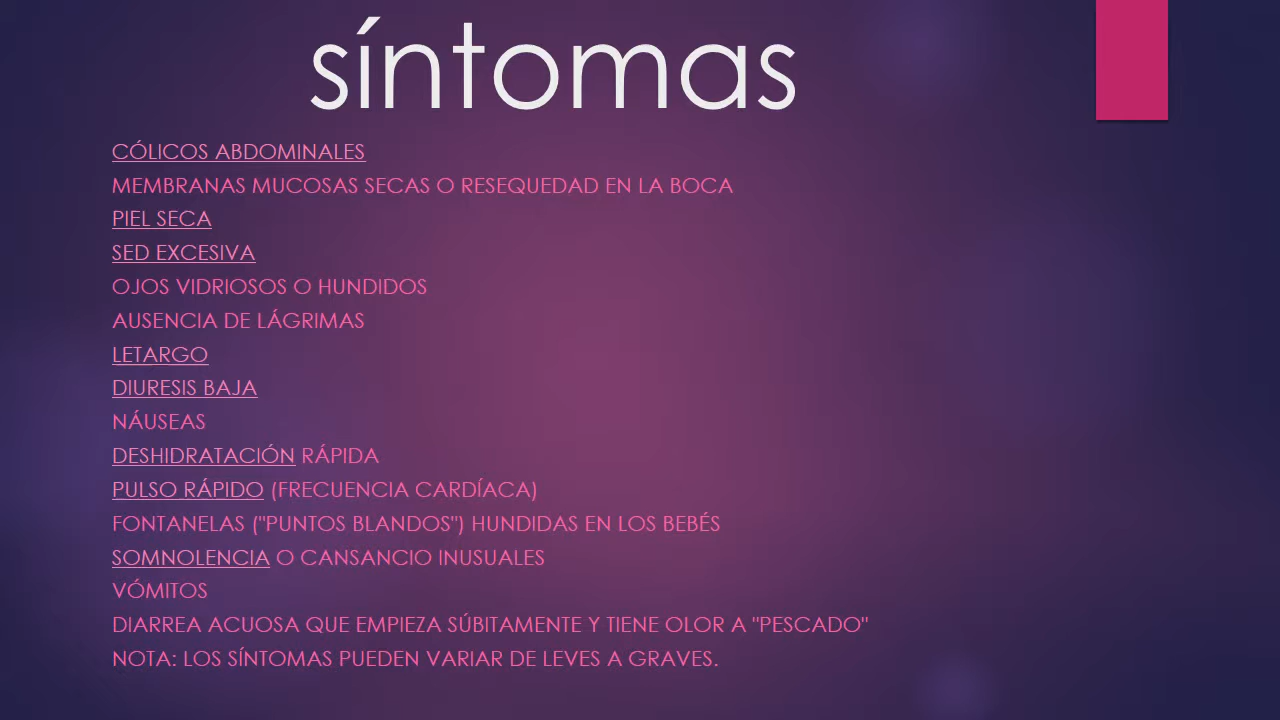 síntomas
CÓLICOS ABDOMINALES
MEMBRANAS MUCOSAS SECAS O RESEQUEDAD EN LA BOCA
PIEL SECA
SED EXCESIVA
OJOS VIDRIOSOS O HUNDIDOS
AUSENCIA DE LÁGRIMAS
LETARGO
DIURESIS BAJA
NÁUSEAS
DESHIDRATACIÓN RÁPIDA
PULSO RÁPIDO (FRECUENCIA CARDÍACA)
FONTANELAS ("PUNTOS BLANDOS") HUNDIDAS EN LOS BEBÉS
SOMNOLENCIA O CANSANCIO INUSUALES
VÓMITOS
DIARREA ACUOSA QUE EMPIEZA SÚBITAMENTE Y TIENE OLOR A "PESCADO"
NOTA: LOS SÍNTOMAS PUEDEN VARIAR DE LEVES A GRAVES.